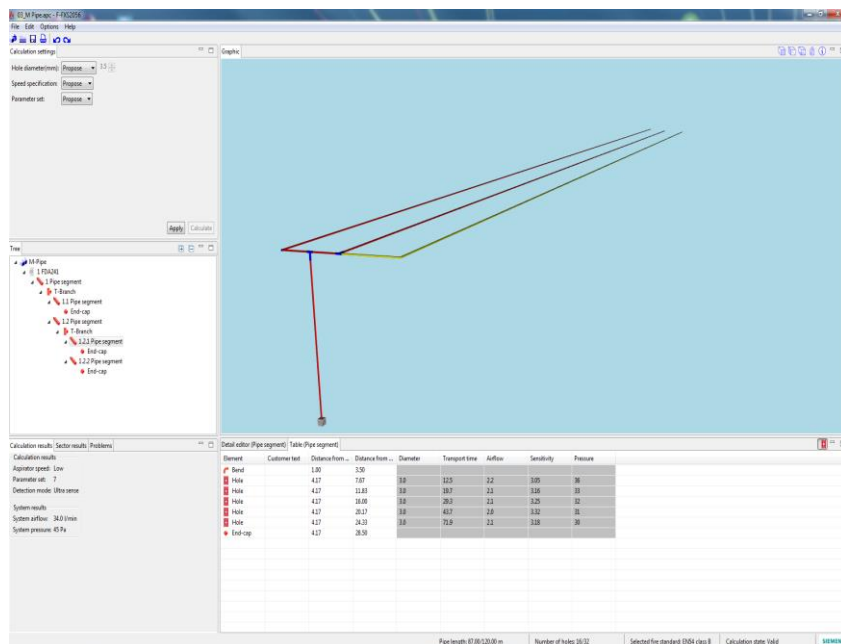 03_M Pipe.apc - F-FXS2056
File Edit Options Help
Calculation settings
Hole diameter(mm): Propose 3.5
Speed specification: Propose
Parameter set: Propose
Apply Calculate
Tree
M-Pipe
1 FDA241
1 Pipe segment
T-Branch
1.1 Pipe segment
End-cap
1.2 Pipe segment
T-Branch
1.2.1 Pipe segment
End-cap
1.2.2 Pipe segment
End-cap
Graphic
Calculation results Sector results Problems
Calculation results
Aspirator speed: Low
Parameter set: 7
Detection mode: Ultra sense
System results
System airflow: 34.0 l/min
System pressure: 45 Pa
Detail editor (Pipe segment) Table (Pipe segment)
Element Customer text Distance from ... Distance from ... Diameter Transport time Airflow Sensitivity Pressure
Bend 1.00 3.50
Hole 4.17 7.67 3.0 12.5 2.2 3.05 36
Hole 4.17 11.83 3.0 19.7 2.1 3.16 33
Hole 4.17 16.00 3.0 29.3 2.1 3.25 32
Hole 4.17 20.17 3.0 43.7 2.0 3.32 31
Hole 4.17 24.33 3.0 71.9 2.1 3.18 30
End-cap 4.17 28.50
Pipe length: 87.00/120.00 m Number of holes: 16/32 Selected fire standard: EN54 class B Calculation state: Valid SIEMENS